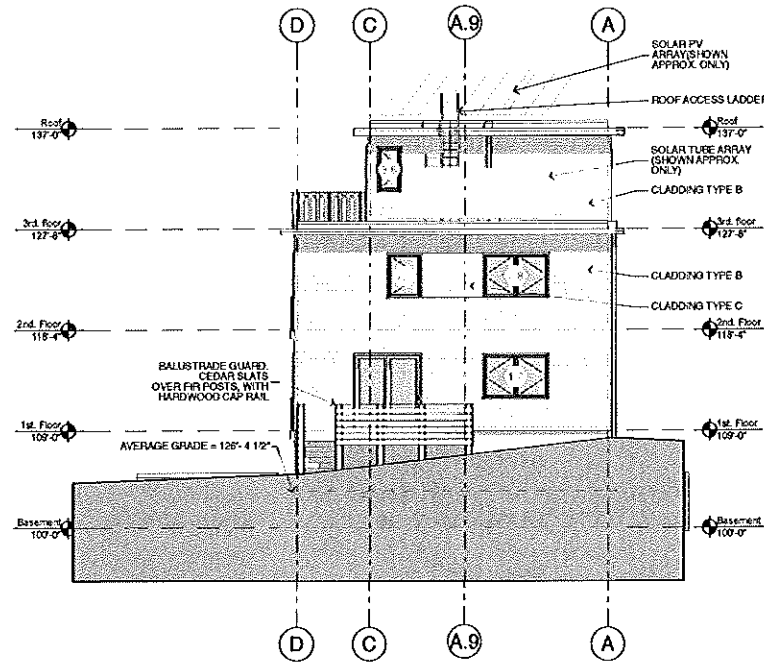 D
C
A.9
A
SOLAR PV
ARRAY(SHOWN
APPROX. ONLY)
ROOF ACCESS LADDER
Roof
137'-0"
Roof
137'-0"
SOLAR TUBE ARRAY
(SHOWN APPROX.
ONLY)
CLADDING TYPE B
3rd. floor
127'-8"
3rd. floor
127'-8"
CLADDING TYPE B
CLADDING TYPE C
2nd. Floor
118'-4"
2nd. Floor
118'-4"
BALUSTRADE GUARD:
CEDAR SLATS
OVER FIR POSTS, WITH
HARDWOOD CAP RAIL
1st. Floor
109'-0"
1st. Floor
109'-0"
AVERAGE GRADE = 126'- 4 1/2"
Basement
100'-0"
Basement
100'-0"
D
C
A.9
A